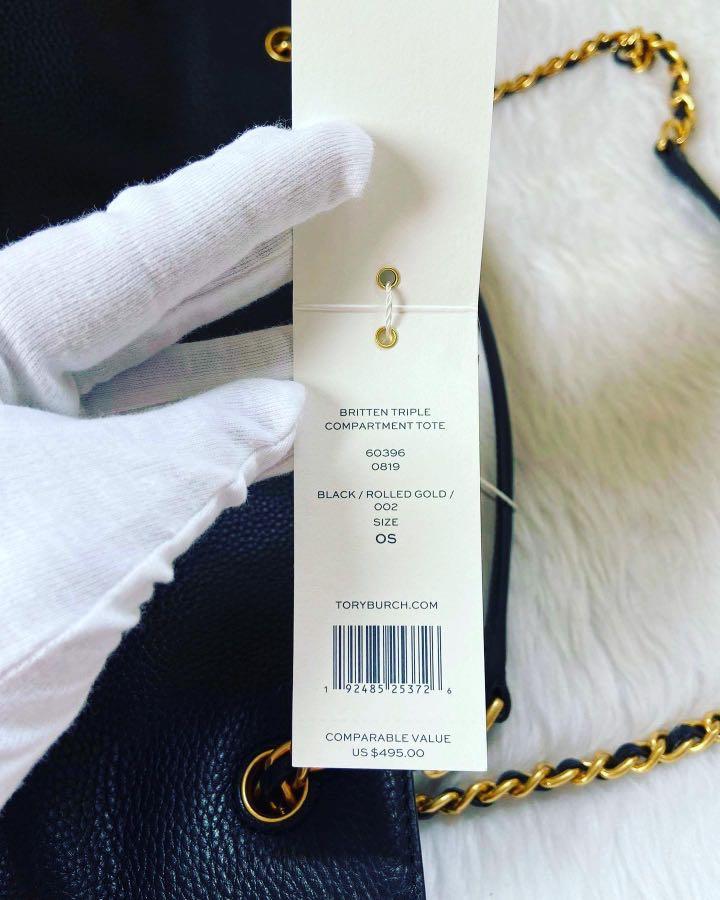 BRITTEN TRIPLE
COMPARTMENT TOTE
60396
0819
BLACK / ROLLED GOLD /
002
SIZE
OS
TORYBURCH.COM
1 92485 25372 6
COMPARABLE VALUE
US $495.00